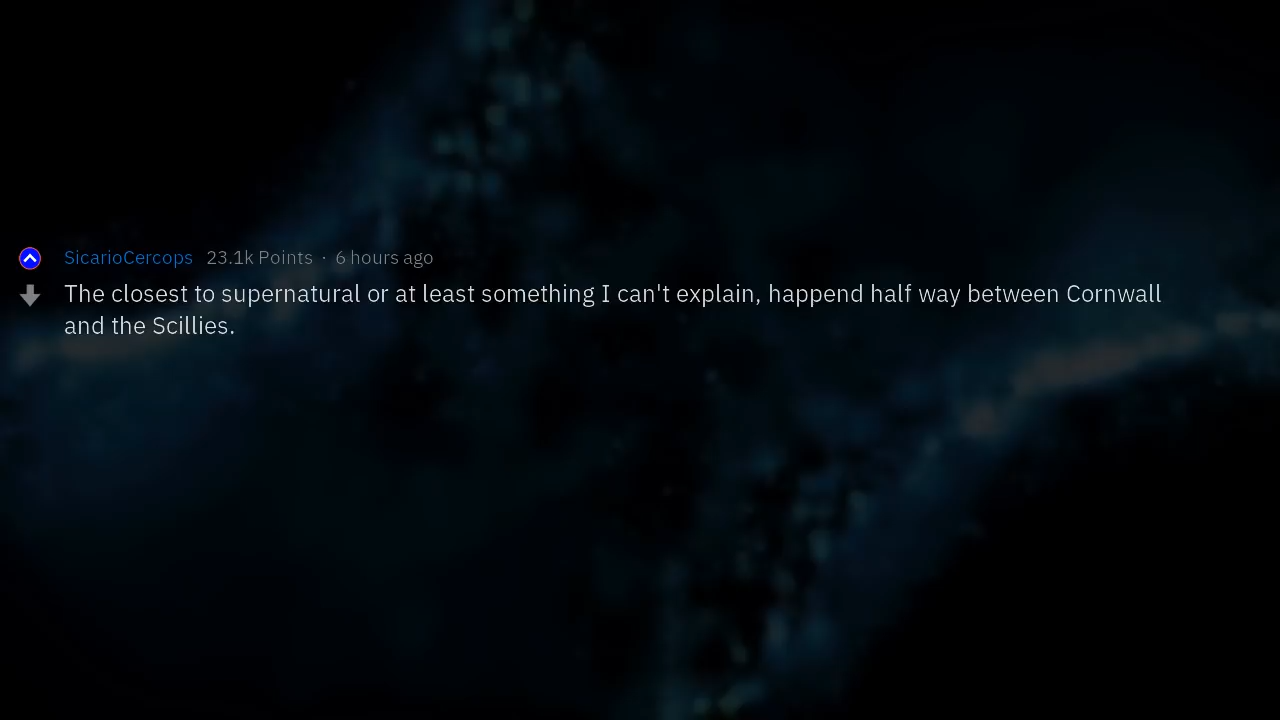 SicarioCercops 23.1k Points · 6 hours ago
The closest to supernatural or at least something I can't explain, happend half way between Cornwall
and the Scillies.